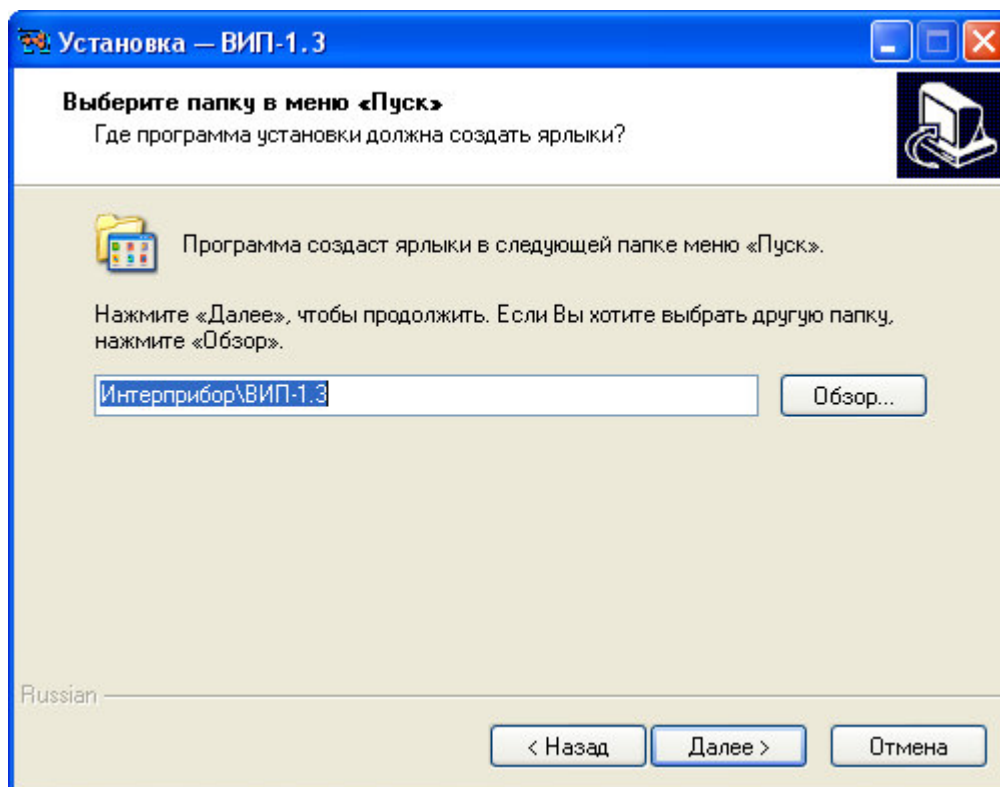 Установка — ВИП-1.3
Выберите папку в меню «Пуск»
Где программа установки должна создать ярлыки?
Программа создаст ярлыки в следующей папке меню «Пуск».
Нажмите «Далее», чтобы продолжить. Если Вы хотите выбрать другую папку,
нажмите «Обзор».
Интерприбор\ВИП-1.3
Обзор...
Russian
< Назад
Далее >
Отмена